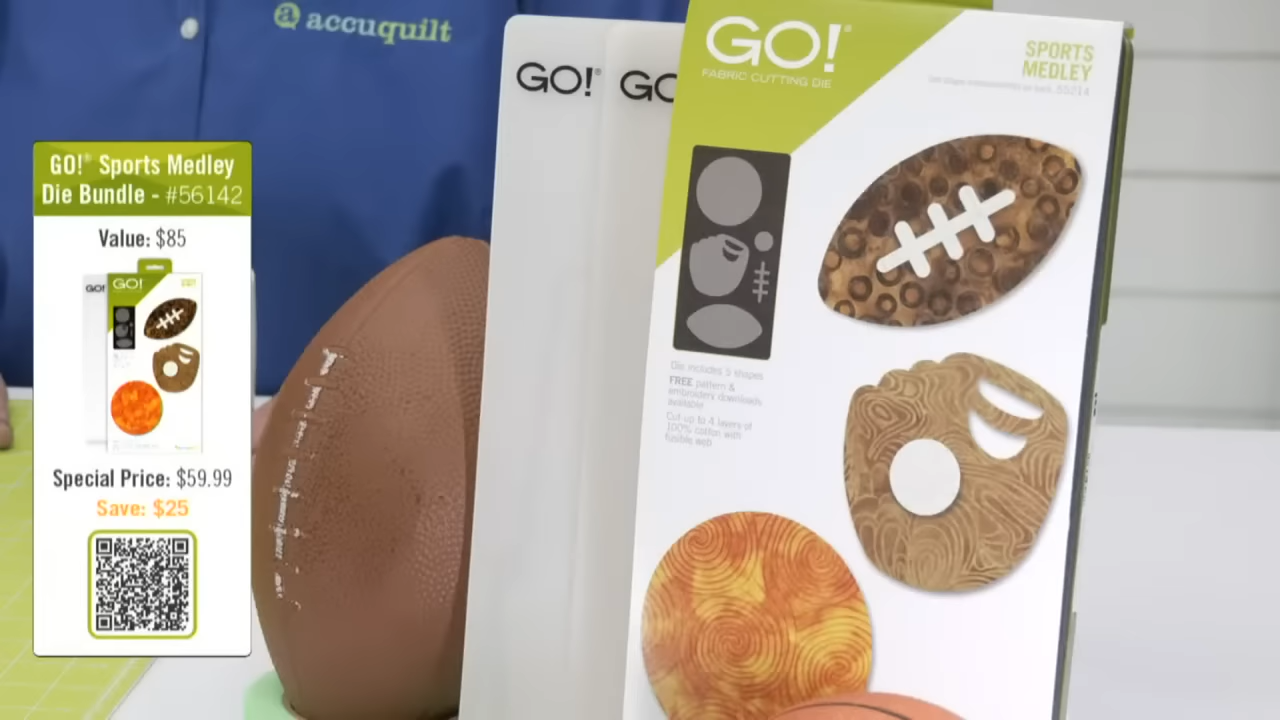 accuquilt
GO!® Sports Medley
Die Bundle - #56142
Value: $85
GO!
GO!
Special Price: $59.99
Save: $25
GO!®
GO
GO!®
FABRIC CUTTING DIE
SPORTS
MEDLEY
55214
Die includes 5 shapes
FREE pattern &
embroidery downloads
available
Cut up to 4 layers of
100% cotton with
fusible web